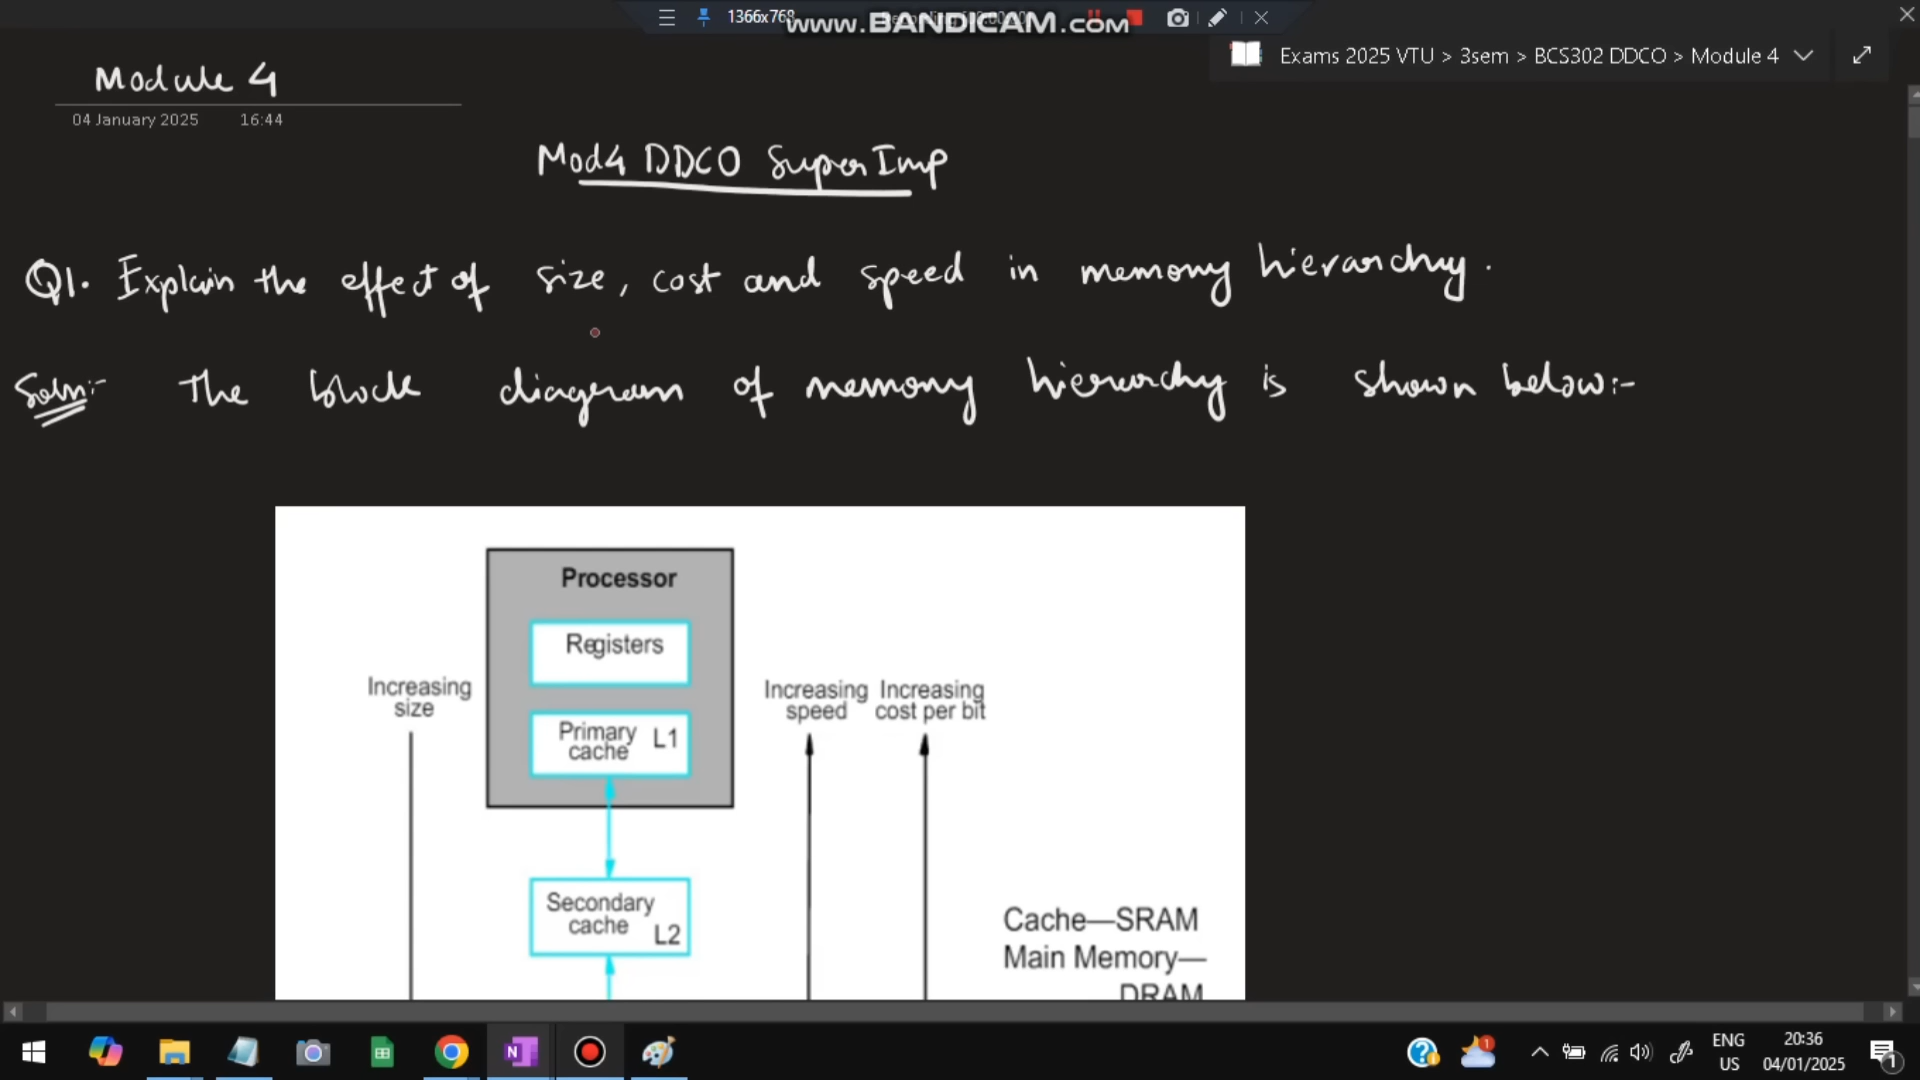 1366x768
www.BANDICAM.com
Exams 2025 VTU > 3sem > BCS302 DDCO > Module 4
Module 4
04 January 2025 16:44
Mod4 DDCO Super Imp
Q1. Explain the effect of size, cost and speed in memory hierarchy.
Soln:- The block diagram of memory hierarchy is shown below:-
Processor
Registers
Increasing
size
Increasing
speed
Increasing
cost per bit
Primary
cache L1
Secondary
cache L2
Cache—SRAM
Main Memory—
DRAM
ENG
US
20:36
04/01/2025